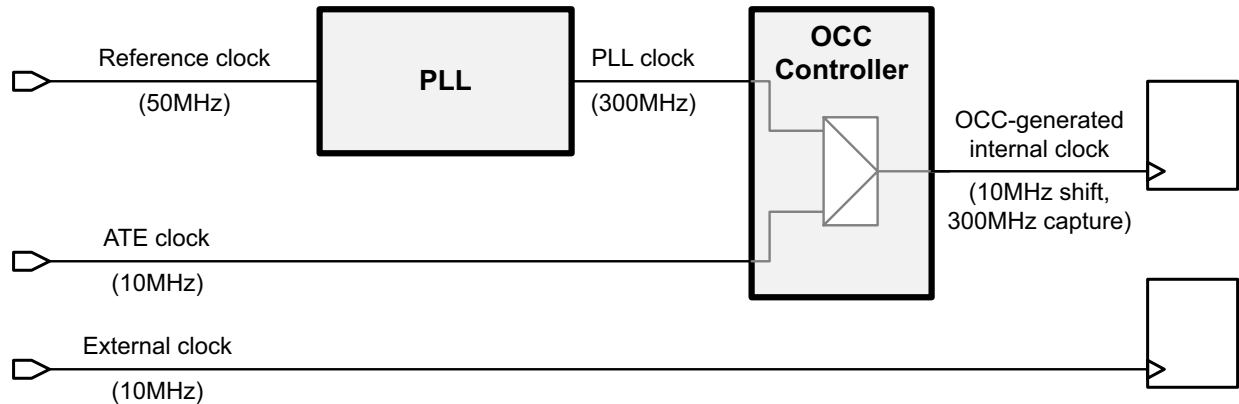 Reference clock
(50MHz)
PLL
PLL clock
(300MHz)
OCC
Controller
OCC-generated
internal clock
(10MHz shift,
300MHz capture)
ATE clock
(10MHz)
External clock
(10MHz)